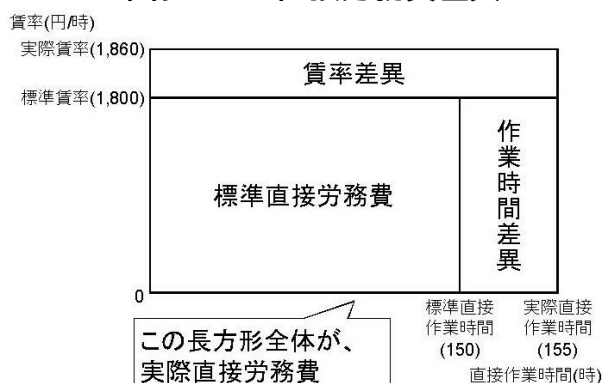 賃率(円/時)
実際賃率(1,860)
賃率差異
標準賃率(1,800)
作業時間差異
標準直接労務費
0
標準直接
作業時間
(150)
実際直接
作業時間
(155)
この長方形全体が、
実際直接労務費
直接作業時間(時)